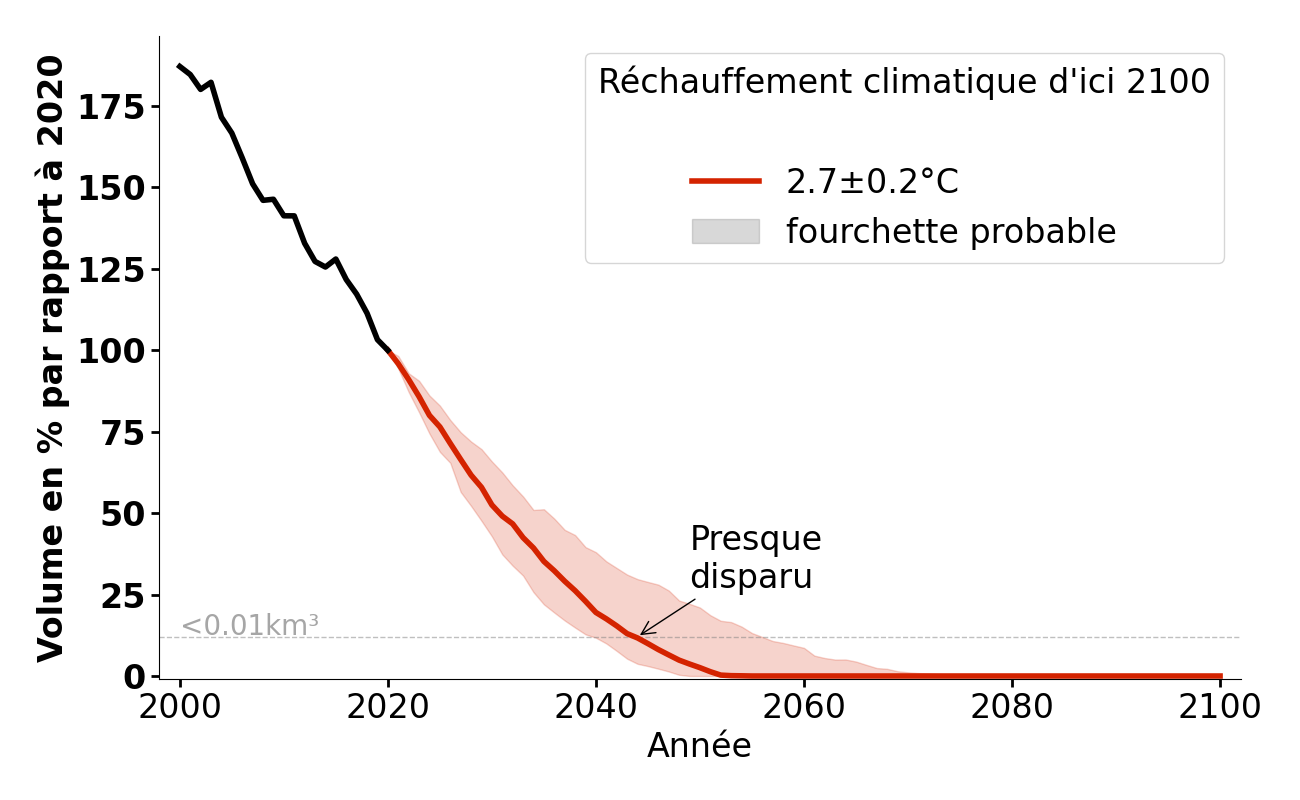 Volume en % par rapport à 2020
175
150
125
100
75
50
25
0
Réchauffement climatique d'ici 2100
2.7±0.2°C
fourchette probable
Presque
disparu
<0.01km³
2000
2020
2040
2060
2080
2100
Année